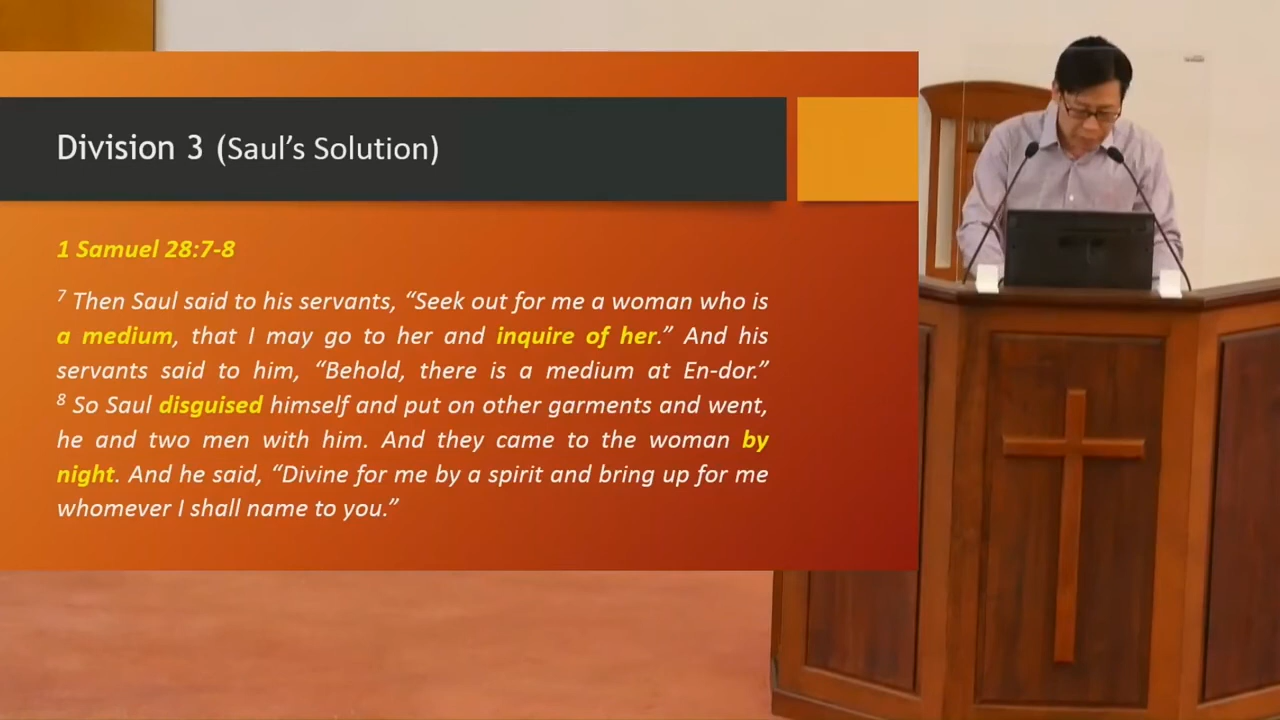 Division 3 (Saul’s Solution)
1 Samuel 28:7-8
7 Then Saul said to his servants, “Seek out for me a woman who is
a medium, that I may go to her and inquire of her.” And his
servants said to him, “Behold, there is a medium at En-dor.”
8 So Saul disguised himself and put on other garments and went,
he and two men with him. And they came to the woman by
night. And he said, “Divine for me by a spirit and bring up for me
whomever I shall name to you.”